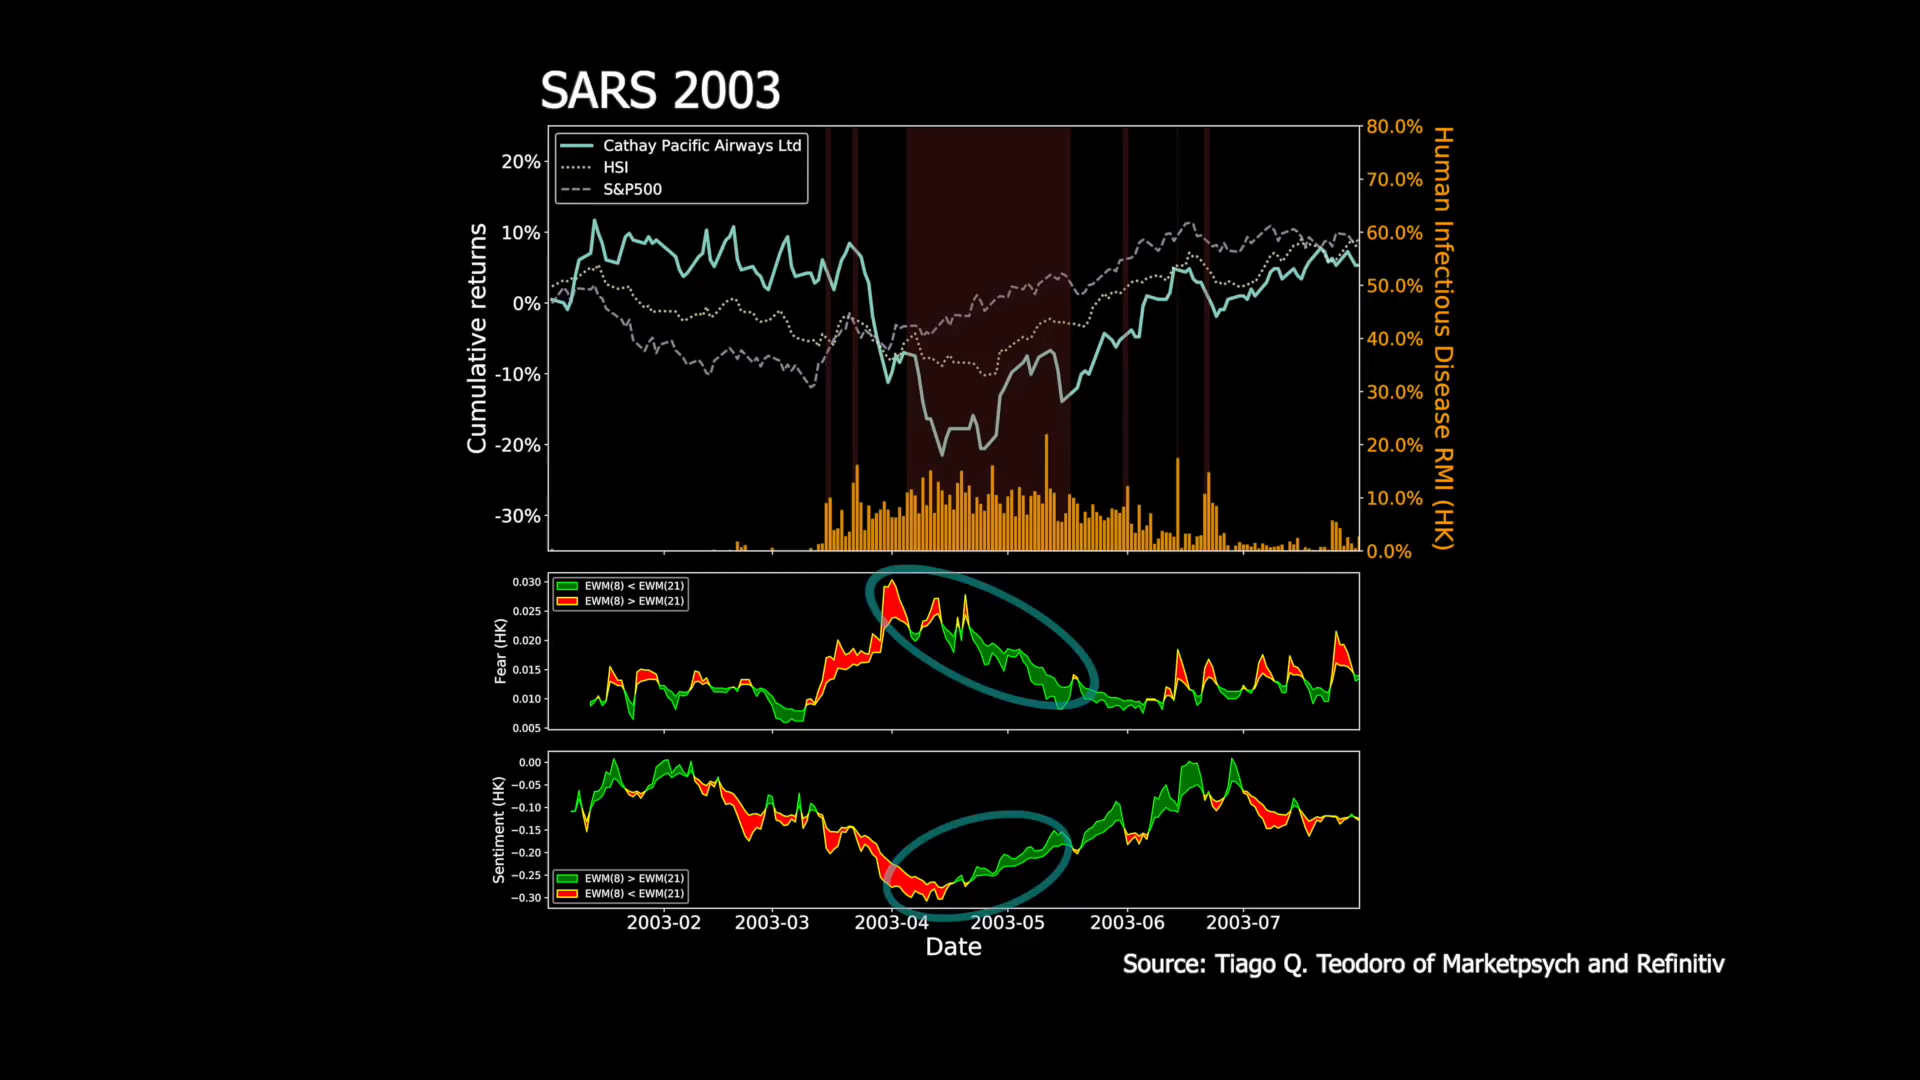 SARS 2003
Cathay Pacific Airways Ltd
HSI
S&P500
20%
10%
0%
-10%
-20%
-30%
Cumulative returns
80.0%
70.0%
60.0%
50.0%
40.0%
30.0%
20.0%
10.0%
0.0%
Human Infectious Disease RMI (HK)
EWM(8) < EWM(21)
EWM(8) > EWM(21)
0.030
0.025
0.020
0.015
0.010
0.005
Fear (HK)
0.00
−0.05
−0.10
−0.15
−0.20
−0.25
−0.30
Sentiment (HK)
EWM(8) > EWM(21)
EWM(8) < EWM(21)
2003-02 2003-03 2003-04 2003-05 2003-06 2003-07
Date
Source: Tiago Q. Teodoro of Marketpsych and Refinitiv